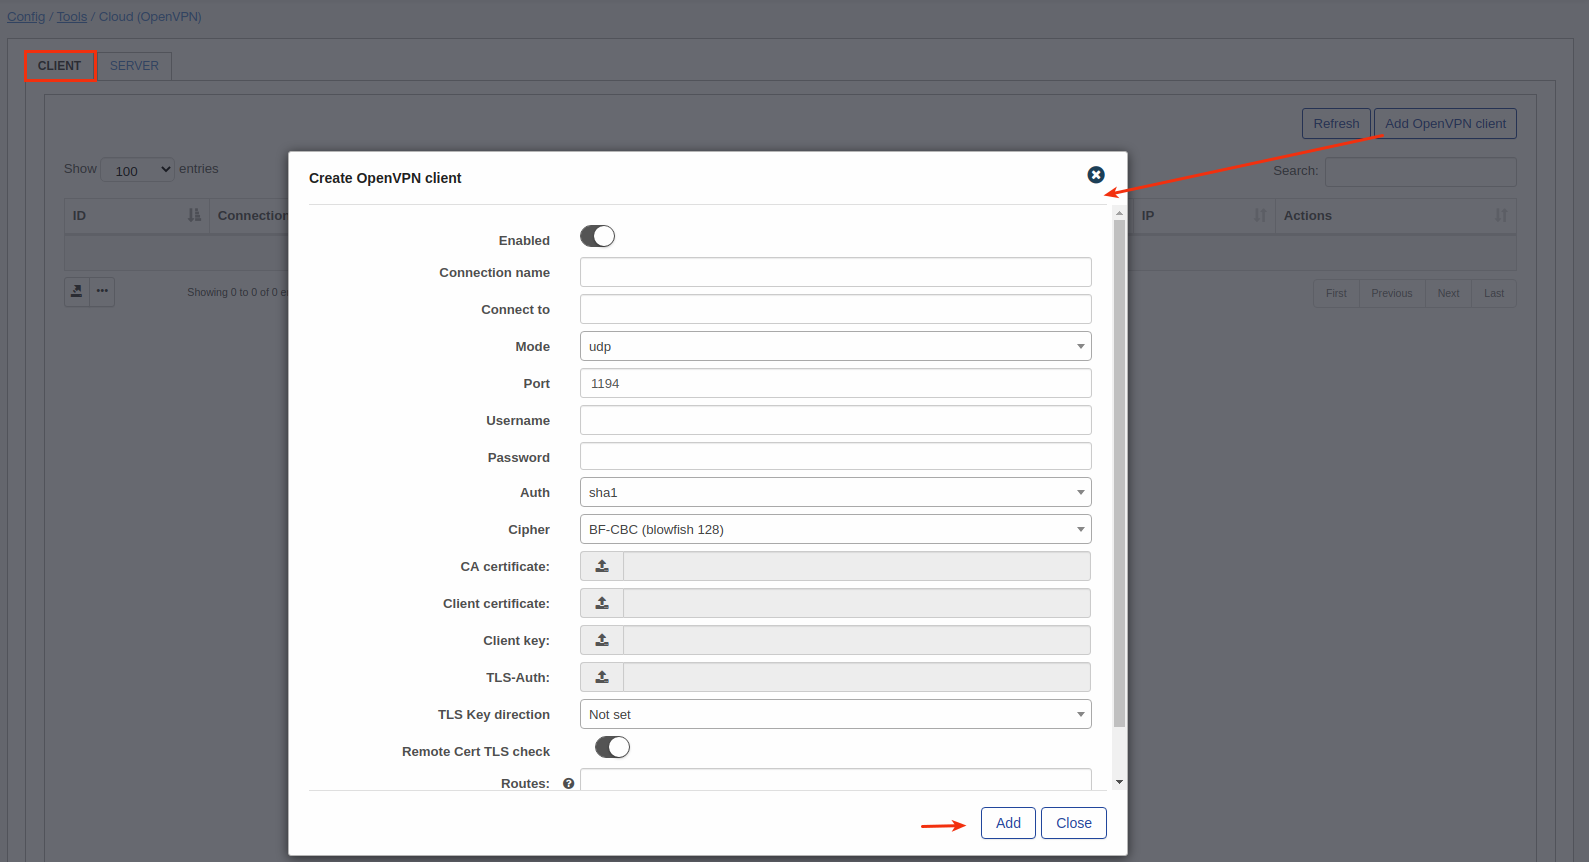 Config / Tools / Cloud (OpenVPN)
CLIENT SERVER
Refresh Add OpenVPN client
Show 100 entries Search:
ID Connection IP Actions
Showing 0 to 0 of 0 First Previous Next Last
Create OpenVPN client
Enabled
Connection name
Connect to
Mode udp
Port 1194
Username
Password
Auth sha1
Cipher BF-CBC (blowfish 128)
CA certificate:
Client certificate:
Client key:
TLS-Auth:
TLS Key direction Not set
Remote Cert TLS check
Routes:
Add Close